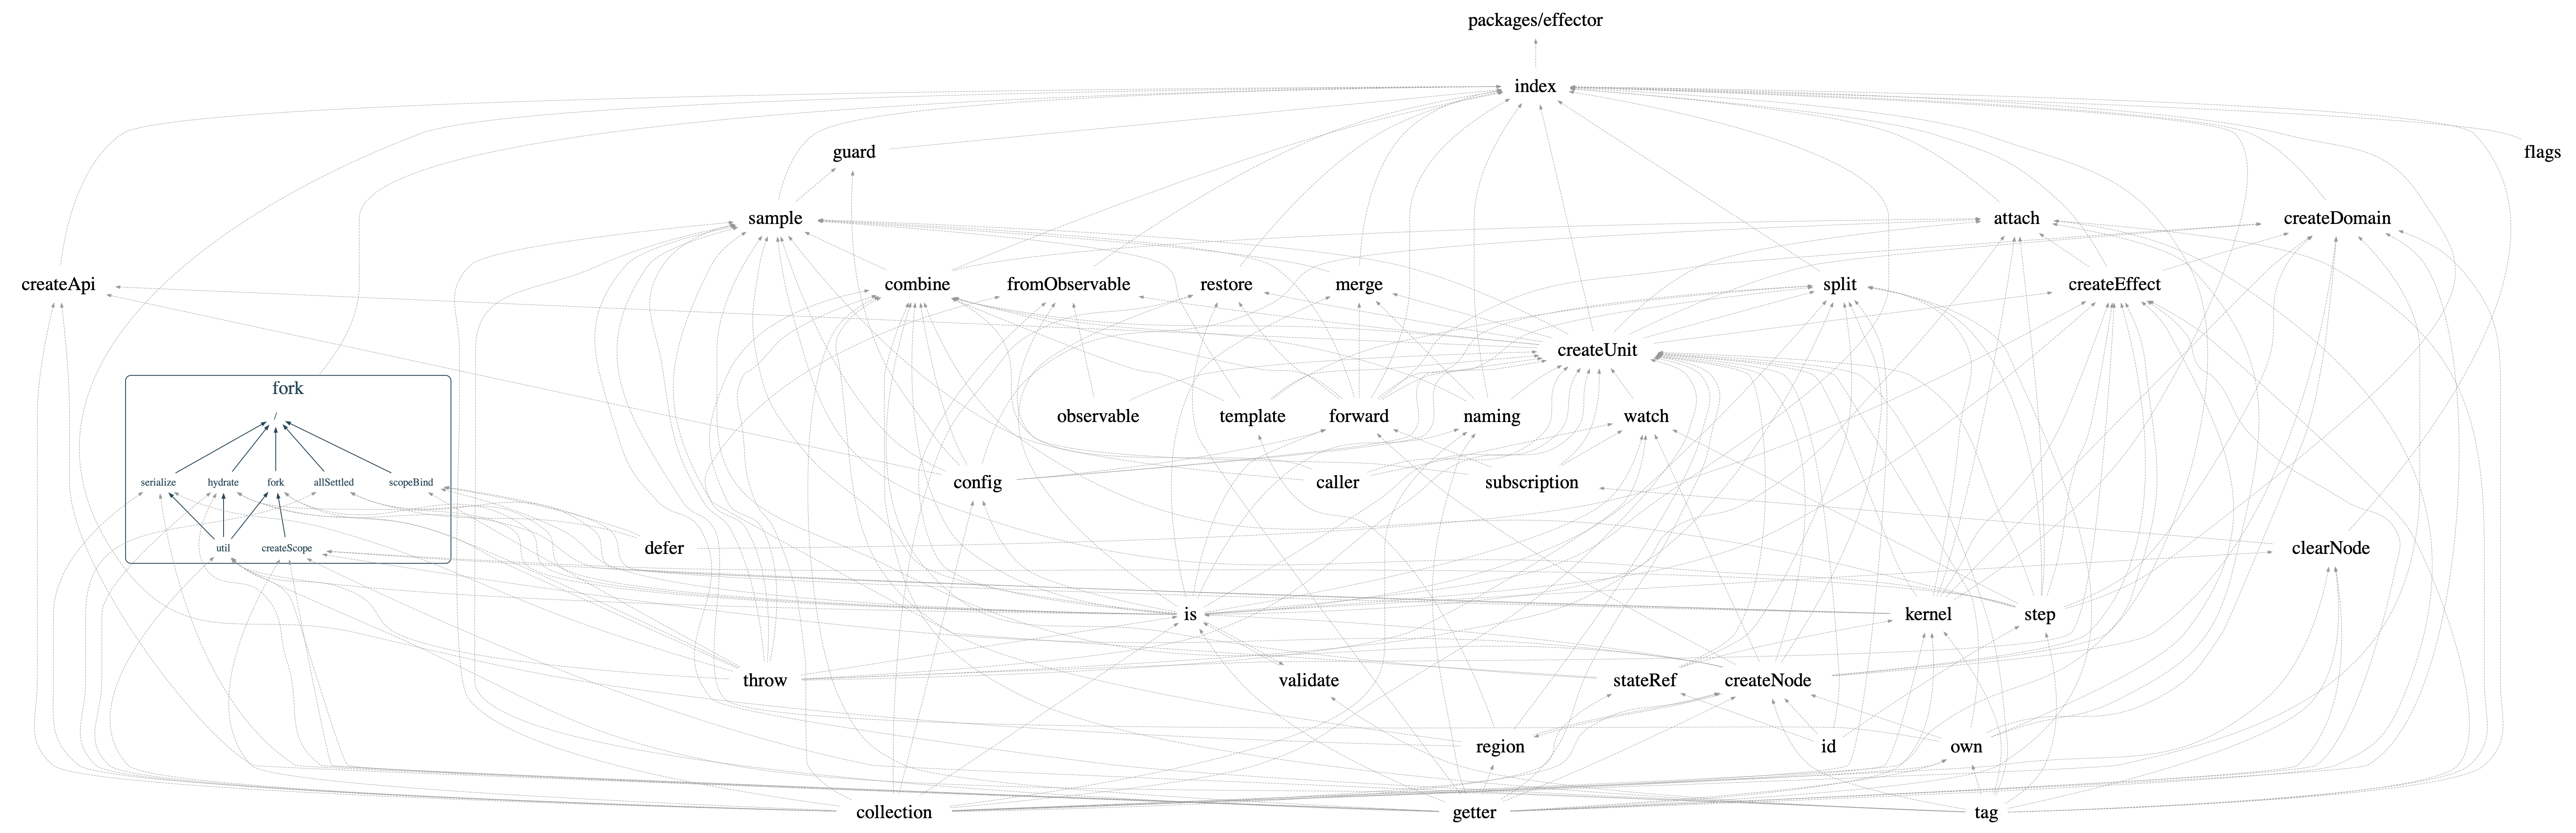 packages/effector
index
guard
flags
sample
attach
createDomain
createApi
combine
fromObservable
restore
merge
split
createEffect
createUnit
fork
/
observable
template
forward
naming
watch
serialize
hydrate
fork
allSettled
scopeBind
config
caller
subscription
util
createScope
defer
clearNode
is
kernel
step
throw
validate
stateRef
createNode
region
id
own
collection
getter
tag